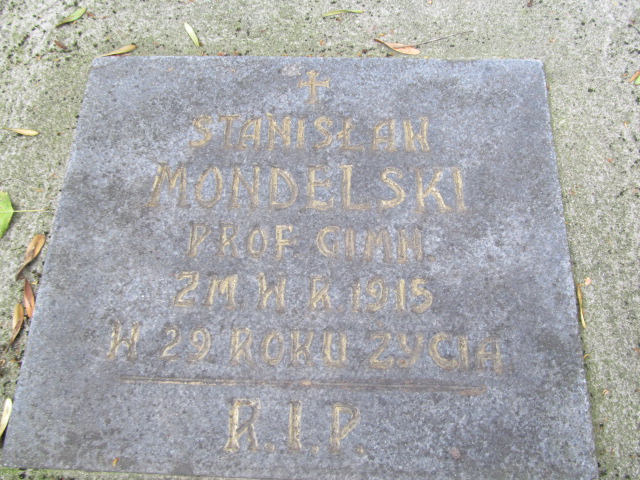 STANISŁAW
MONDELSKI
PROF GIMN.
ZM. W R. 1915
W 29 ROKU ŻYCIA
R.I.P.